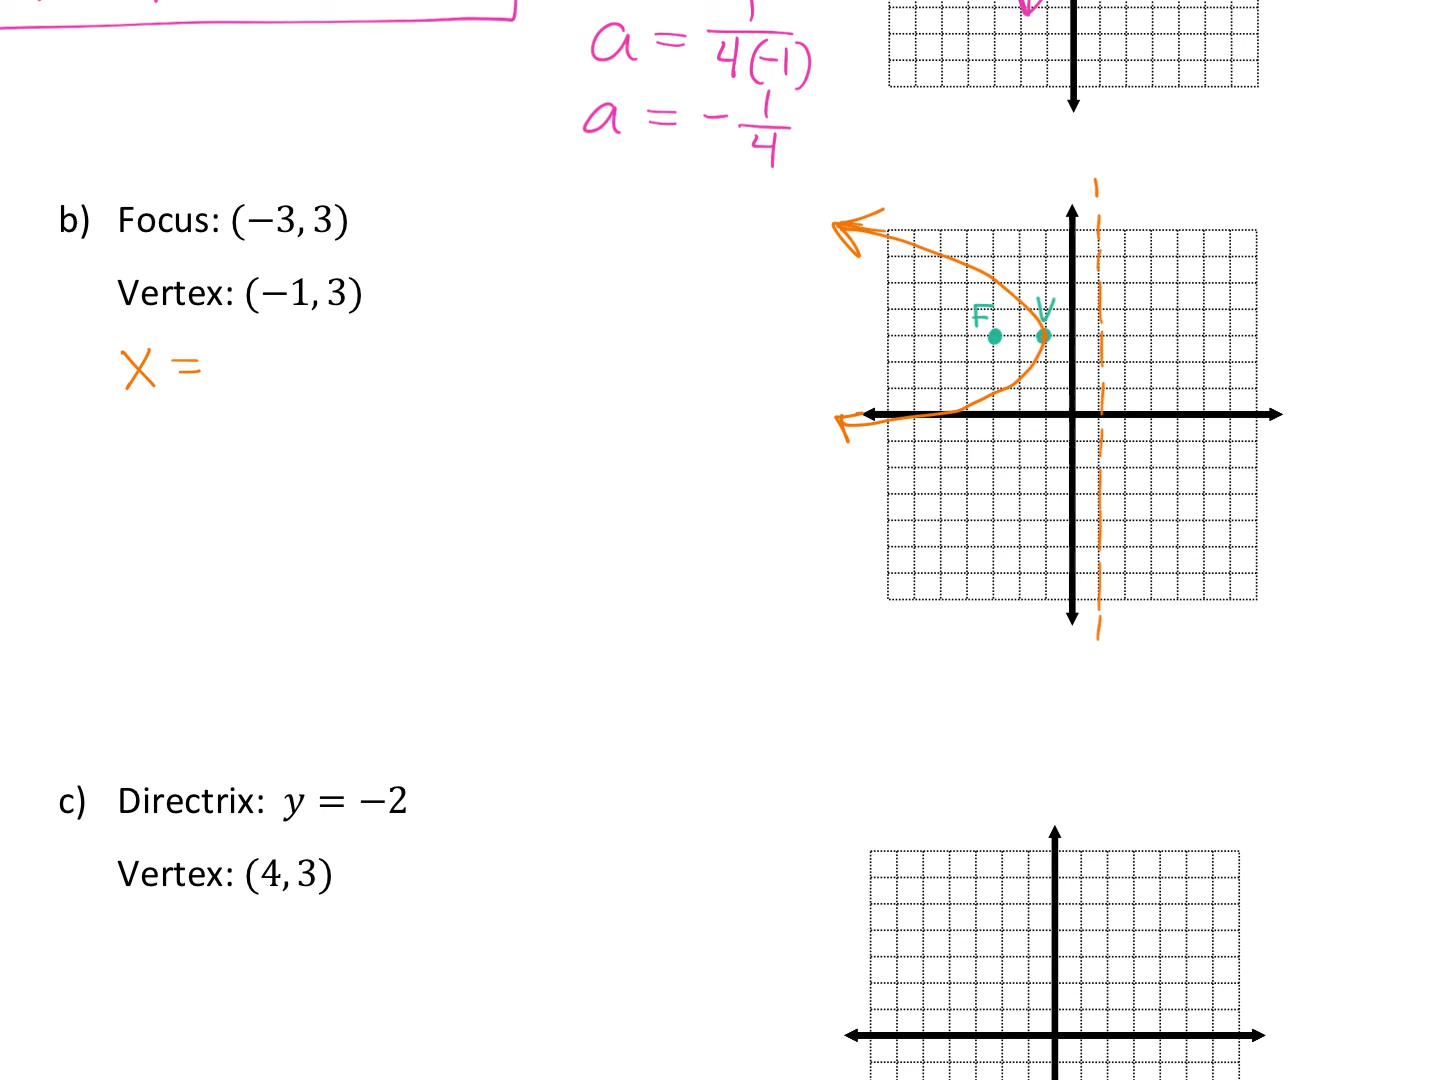 a = 1/4(-1)
a = - 1/4
b) Focus: (−3, 3)
Vertex: (−1, 3)
x =
F V
c) Directrix: y = −2
Vertex: (4, 3)